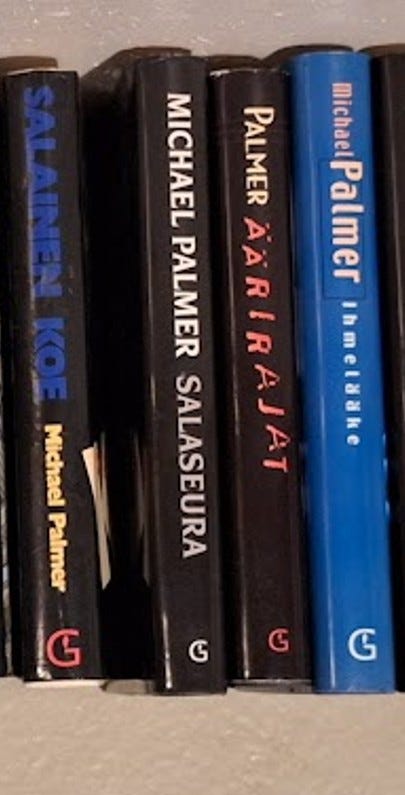 SALAINEN KOE Michael Palmer
G
MICHAEL PALMER SALASEURA
G
PALMER ÄÄRIRAJAT
G
Michael Palmer Ihmelääke
G